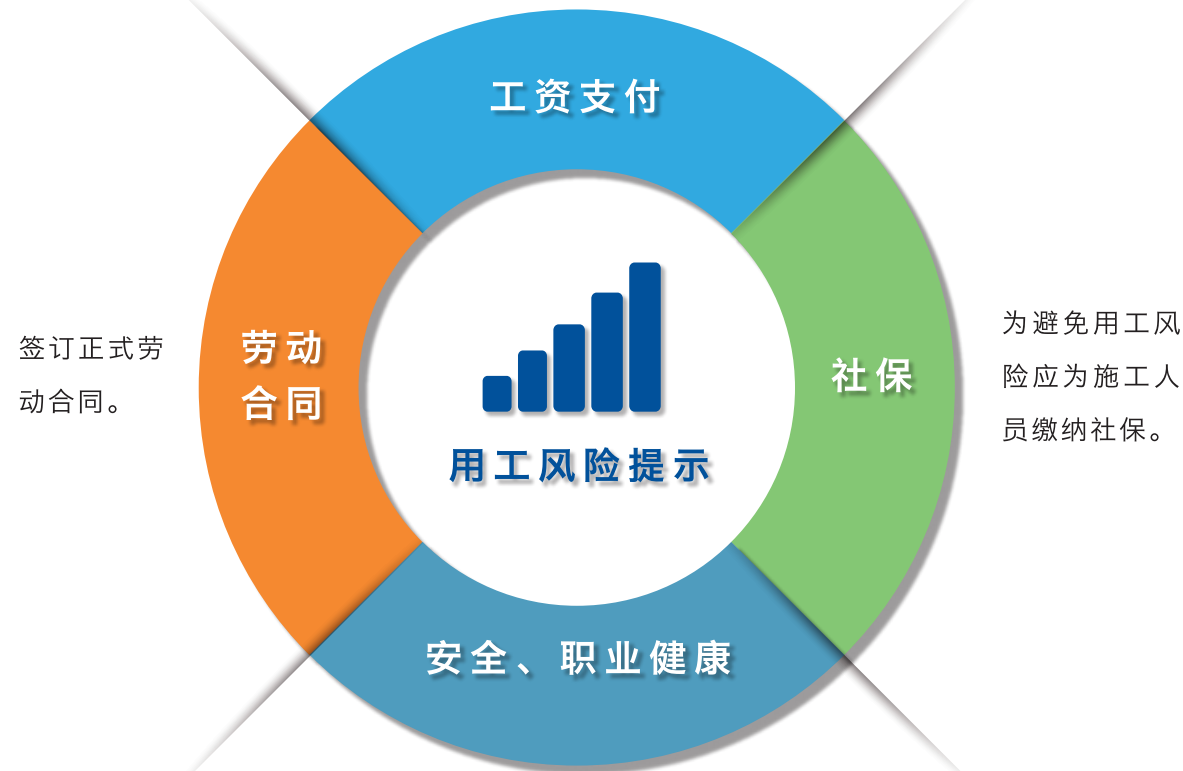 工资支付
劳动
合同
签订正式劳
动合同。
社保
为避免用工风
险应为施工人
员缴纳社保。
用工风险提示
安全、职业健康